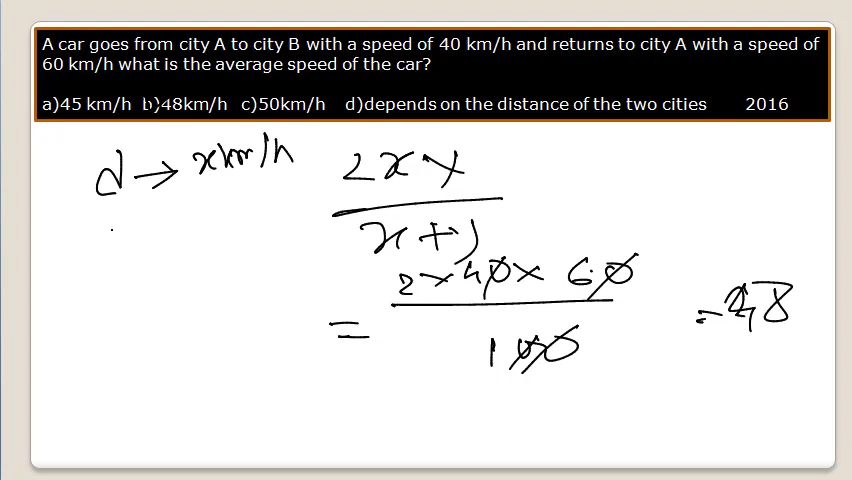 A car goes from city A to city B with a speed of 40 km/h and returns to city A with a speed of
60 km/h what is the average speed of the car?
a)45 km/h b)48km/h c)50km/h d)depends on the distance of the two cities 2016
d → x km/h
2xy
x+y
= 2 × 40 × 60
100
= 48